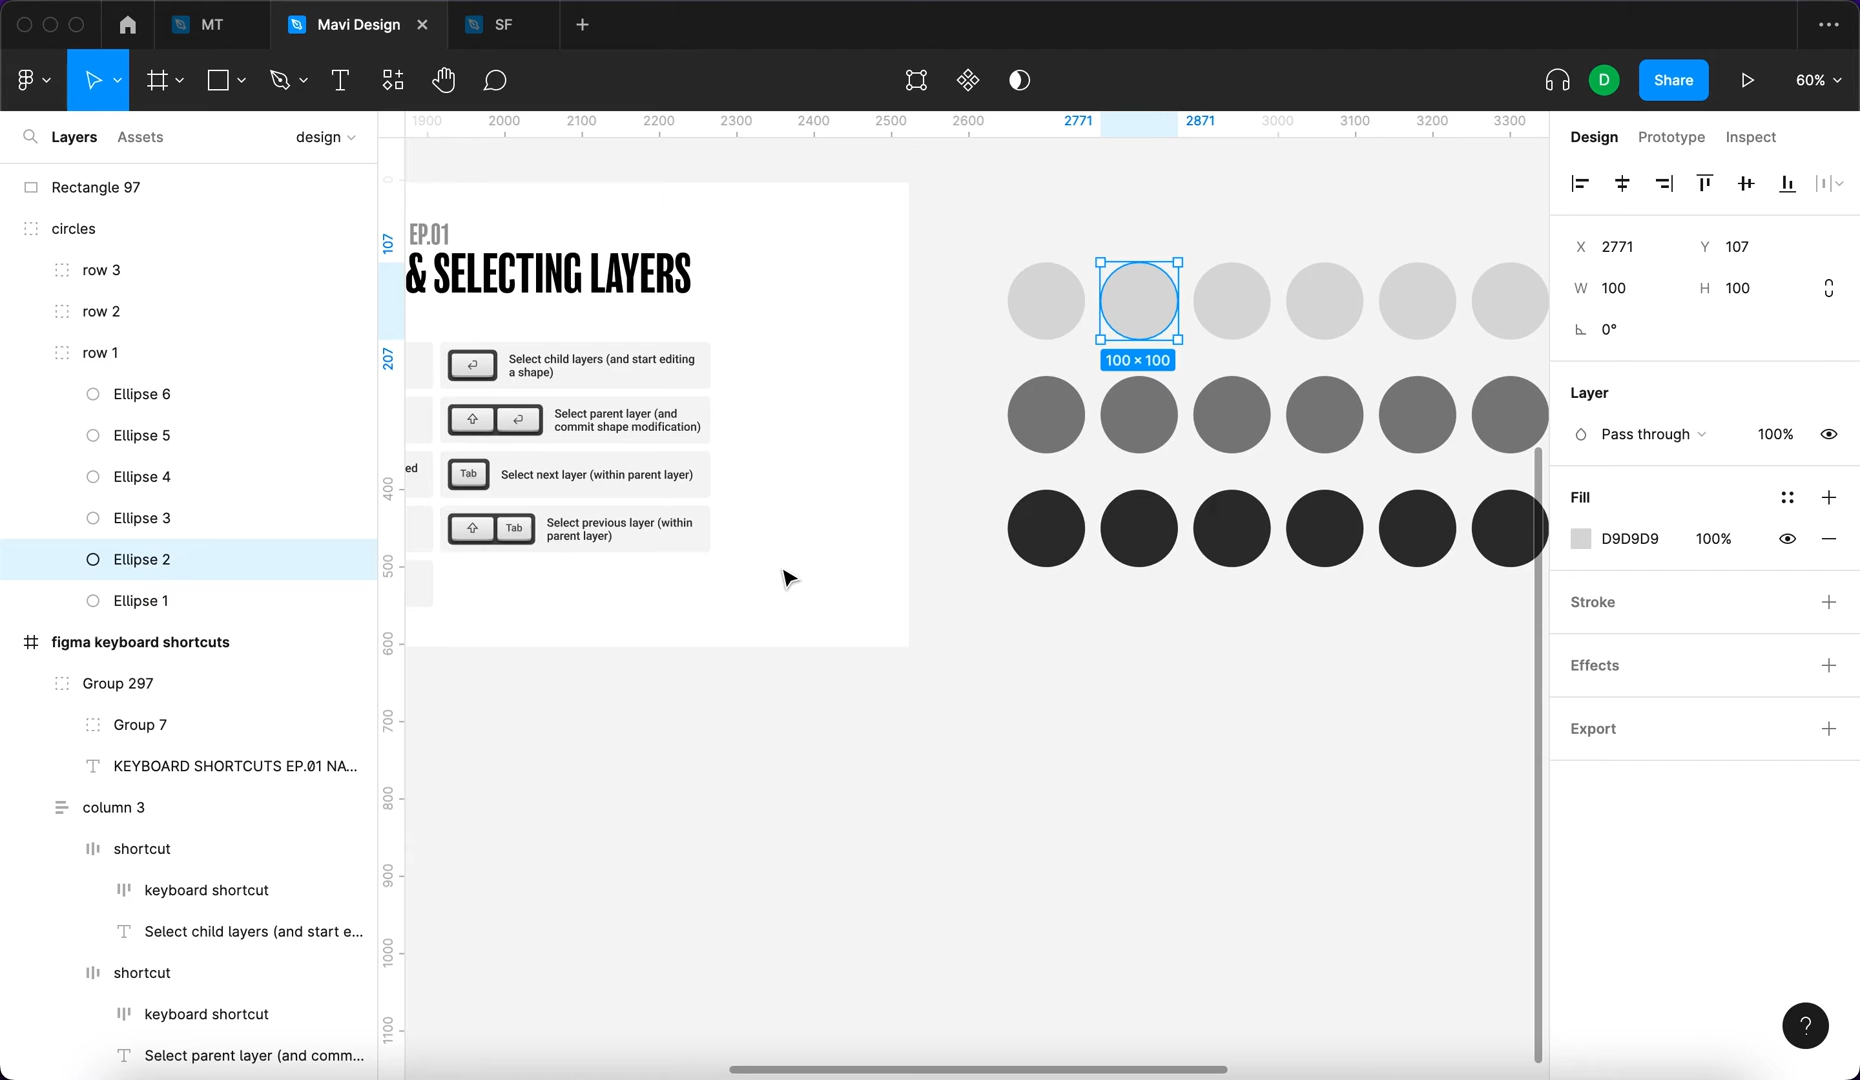 MT
Mavi Design
SF
D
Share
60%
Layers
Assets
design
Rectangle 97
circles
row 3
row 2
row 1
Ellipse 6
Ellipse 5
Ellipse 4
Ellipse 3
Ellipse 2
Ellipse 1
figma keyboard shortcuts
Group 297
Group 7
KEYBOARD SHORTCUTS EP.01 NA...
column 3
shortcut
keyboard shortcut
Select child layers (and start e...
shortcut
keyboard shortcut
Select parent layer (and comm...
1900 2000 2100 2200 2300 2400 2500 2600 2771 2871 3000 3100 3200 3300
0
107
207
400
500
600
700
800
900
1000
1100
EP.01
& SELECTING LAYERS
Select child layers (and start editing
a shape)
Select parent layer (and
commit shape modification)
ed
Tab
Select next layer (within parent layer)
Tab
Select previous layer (within
parent layer)
100 × 100
Design
Prototype
Inspect
X 2771
Y 107
W 100
H 100
0°
Layer
Pass through
100%
Fill
D9D9D9
100%
Stroke
Effects
Export
?